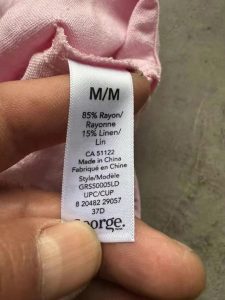 M/M
85% Rayon/
Rayonne
15% Linen/
Lin
CA 51122
Made in China
Fabriqué en Chine
Style/Modèle
GRS50005LD
UPC/CUP
8 20482 29057
37D
eorge.